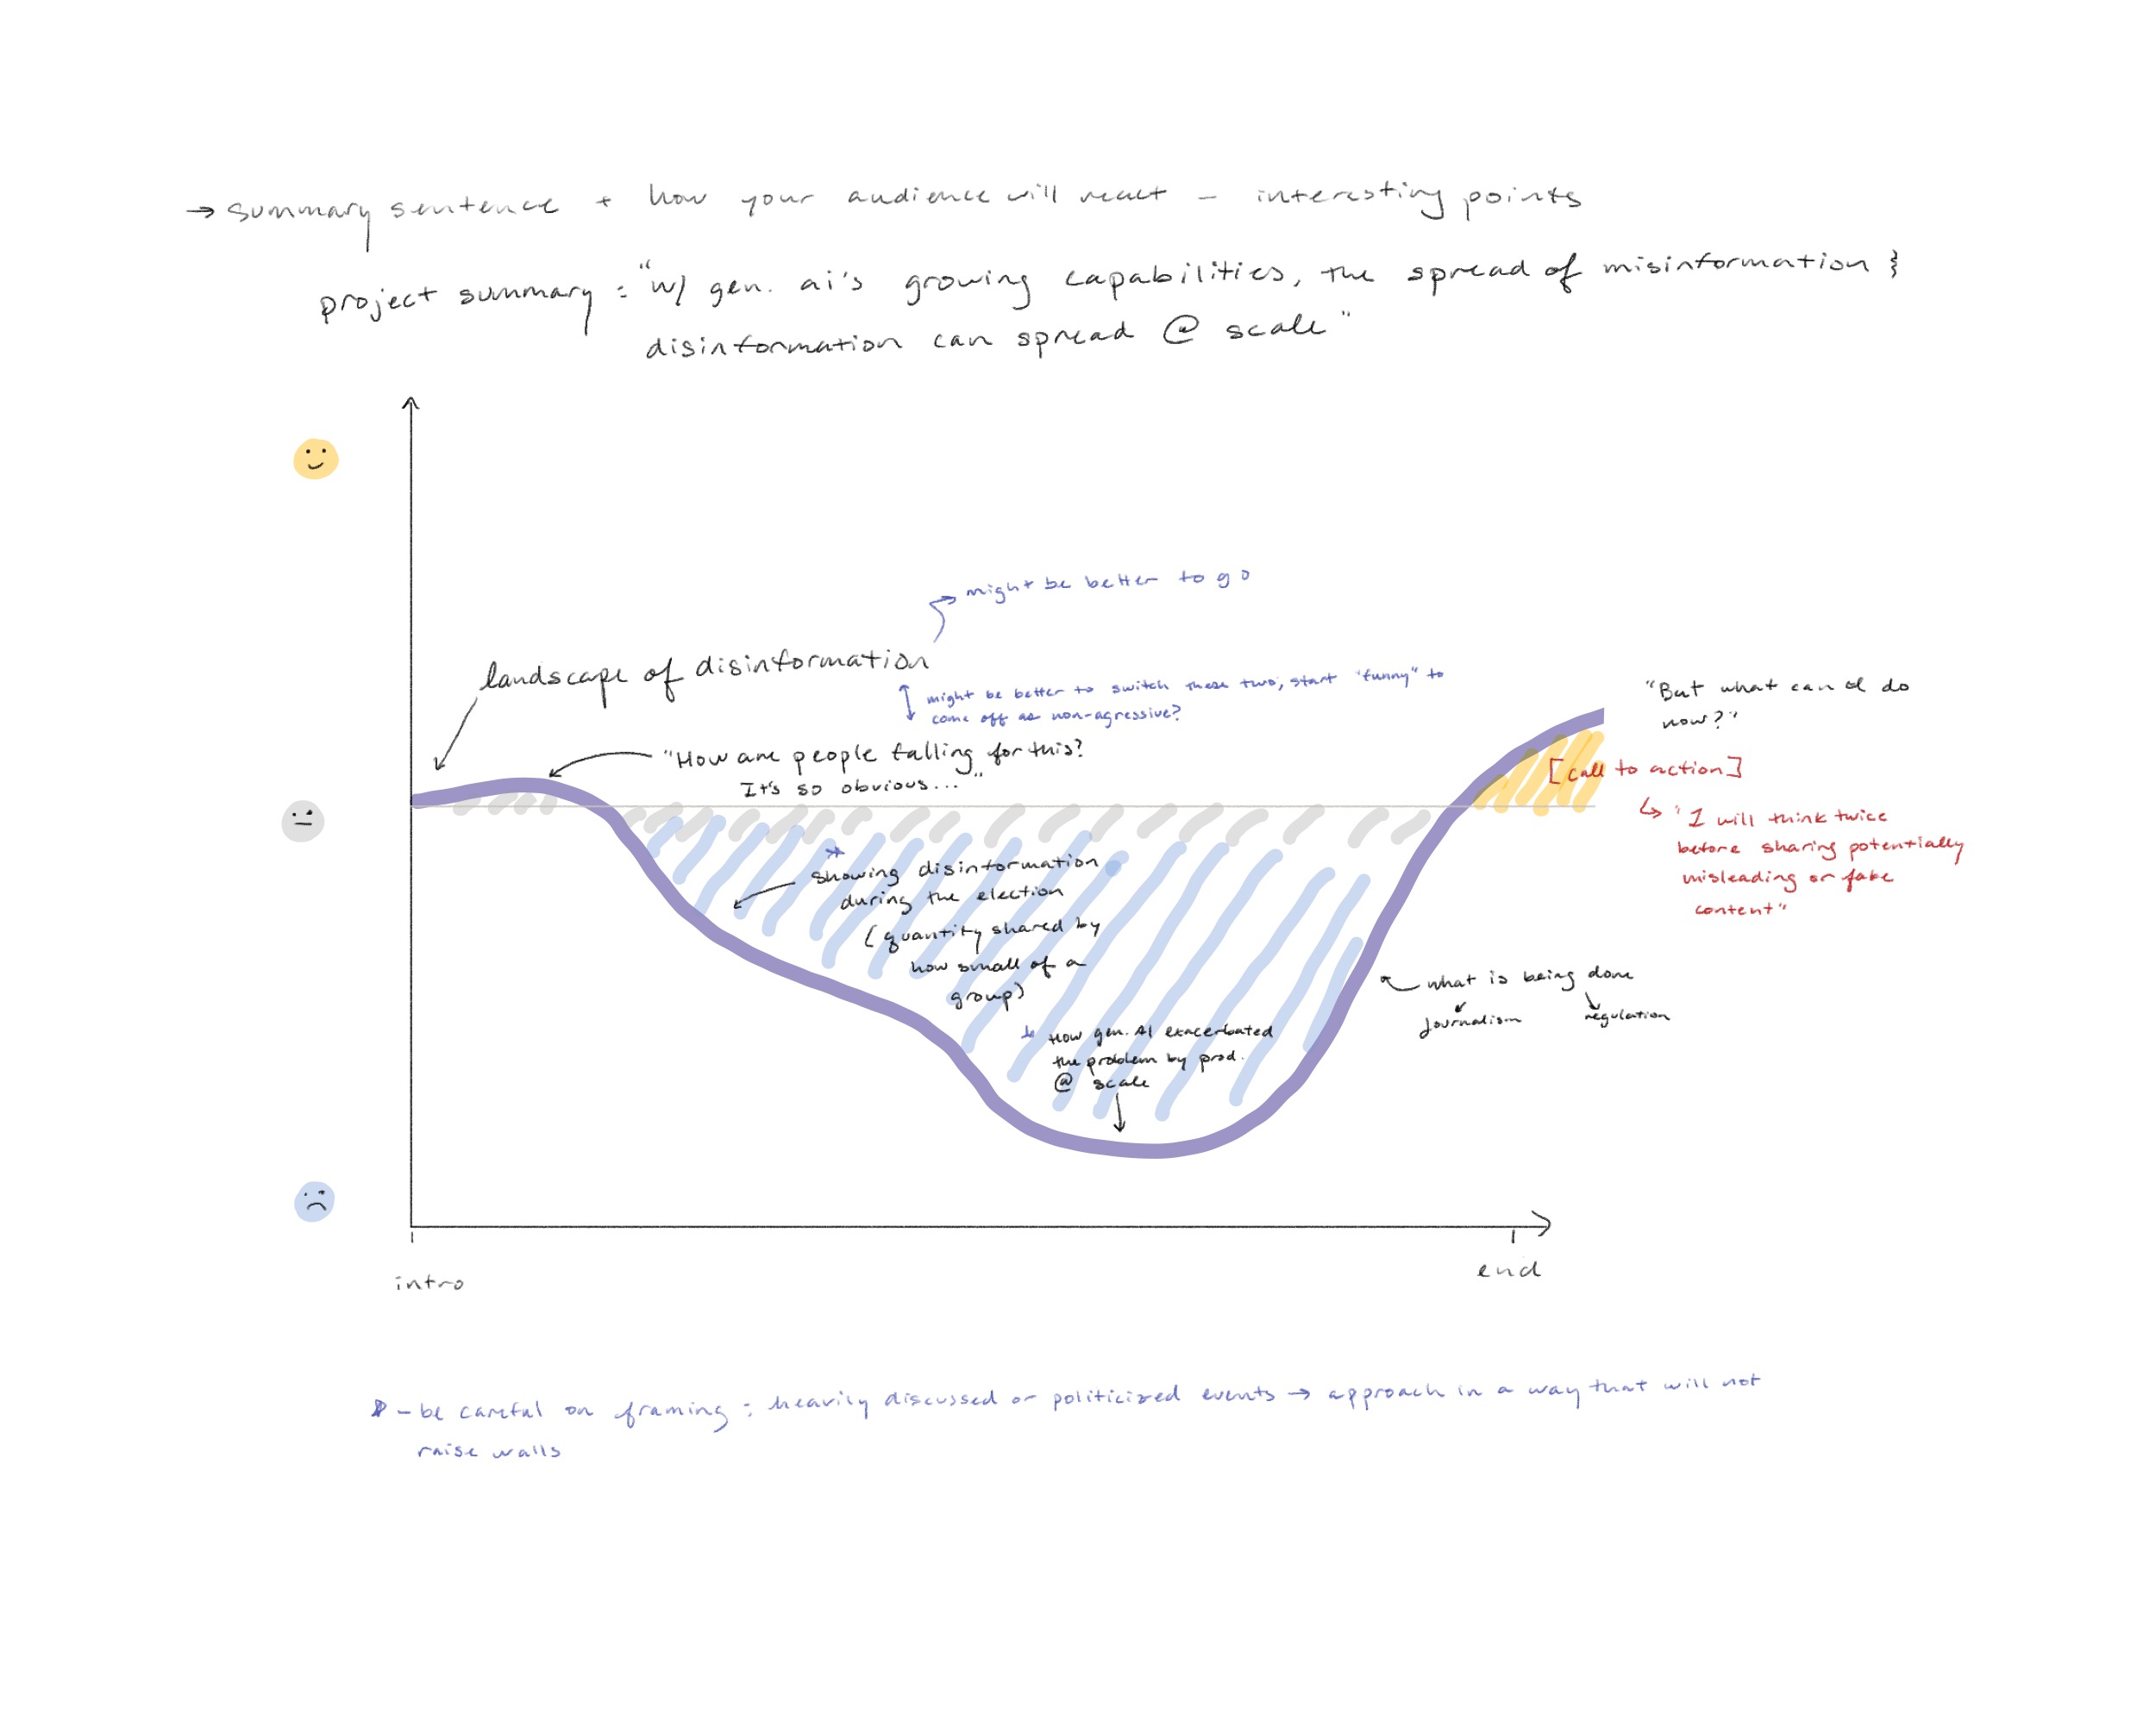 → summary sentence + how your audience will react – interesting points
project summary : "w/ gen. ai's growing capabilities, the spread of misinformation &
disinformation can spread @ scale"
might be better to go
landscape of disinformation
might be better to switch these two, start "funny" to
come off as non-agressive?
"How are people falling for this?
It's so obvious..."
"But what can I do
now?"
[call to action]
"I will think twice
before sharing potentially
misleading or fake
content"
showing disinformation
during the election
(quantity shared by
how small of a
group)
what is being done
journalism
regulation
How gen. AI exacerbated
the problem by prod.
@ scale
intro
end
- be careful on framing : heavily discussed or politicized events → approach in a way that will not
raise walls